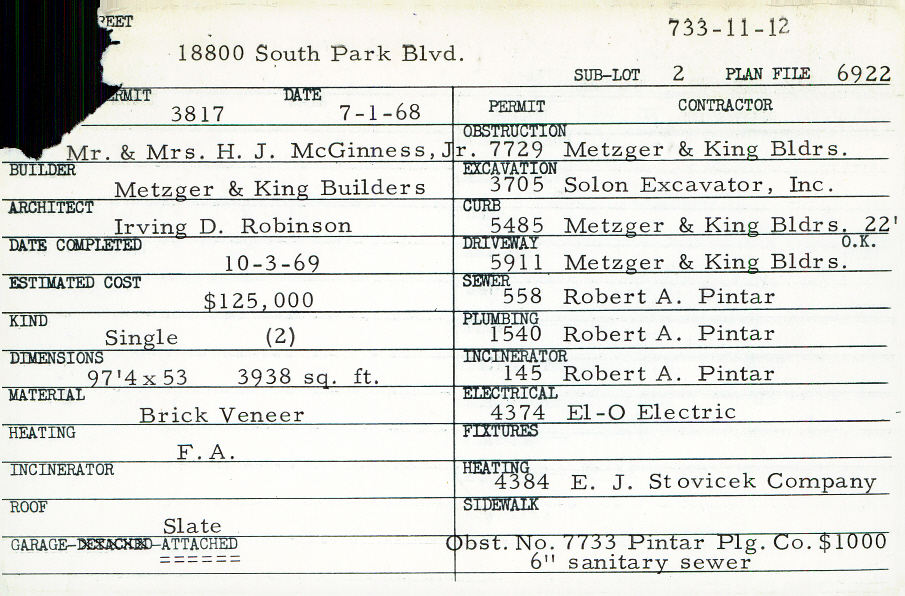 733-11-12
18800 South Park Blvd.
SUB-LOT 2 PLAN FILE 6922
DATE
3817 7-1-68
PERMIT CONTRACTOR
Mr. & Mrs. H. J. McGinness, Jr.
OBSTRUCTION
7729 Metzger & King Bldrs.
BUILDER
Metzger & King Builders
EXCAVATION
3705 Solon Excavator, Inc.
ARCHITECT
Irving D. Robinson
CURB
5485 Metzger & King Bldrs. 22'
O.K.
DATE COMPLETED
10-3-69
DRIVEWAY
5911 Metzger & King Bldrs.
ESTIMATED COST
$125,000
SEWER
558 Robert A. Pintar
KIND
Single (2)
PLUMBING
1540 Robert A. Pintar
DIMENSIONS
97'4 x 53 3938 sq. ft.
INCINERATOR
145 Robert A. Pintar
MATERIAL
Brick Veneer
ELECTRICAL
4374 El-O Electric
HEATING
F. A.
FIXTURES
INCINERATOR
HEATING
4384 E. J. Stovicek Company
ROOF
Slate
SIDEWALK
GARAGE-DETACHED-ATTACHED
======
Obst. No. 7733 Pintar Plg. Co. $1000
6" sanitary sewer